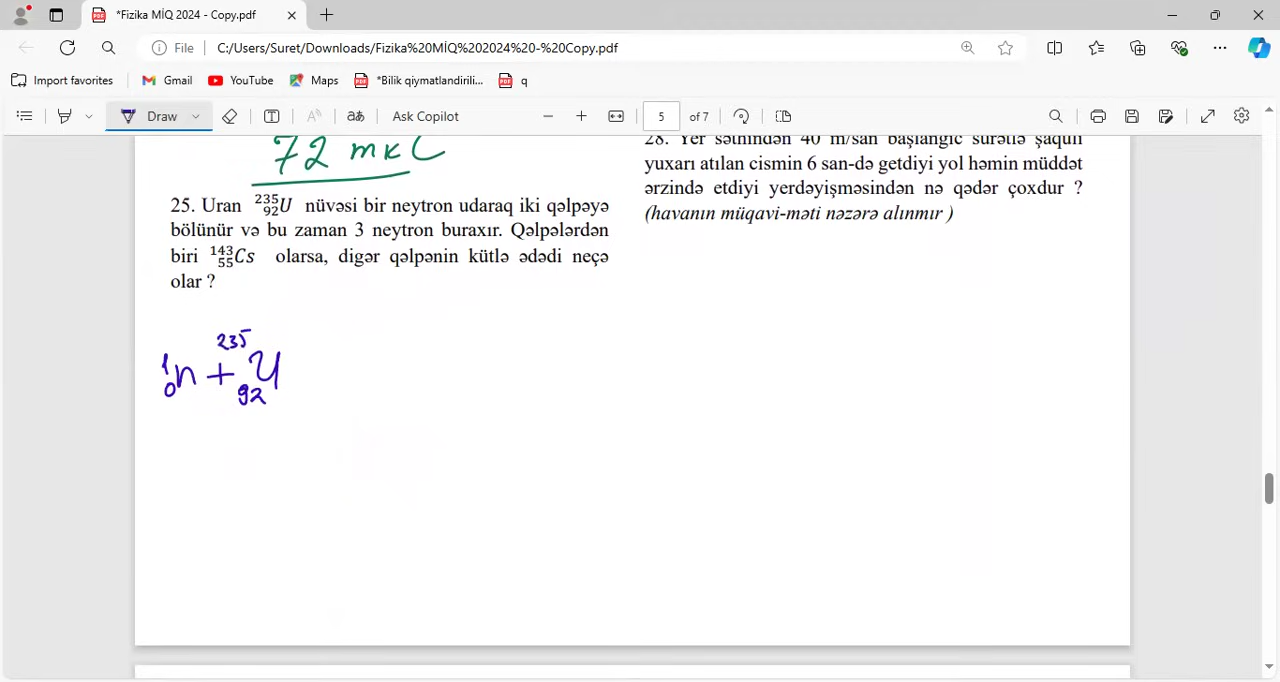 *Fizika MİQ 2024 - Copy.pdf
File C:/Users/Suret/Downloads/Fizika%20MİQ%202024%20-%20Copy.pdf
Import favorites Gmail YouTube Maps *Bilik qiymatlandirili... q
Draw aあ Ask Copilot 5 of 7
72 mкC
25. Uran ²³⁵₉₂U nüvəsi bir neytron udaraq iki qəlpəyə
bölünür və bu zaman 3 neytron buraxır. Qəlpələrdən
biri ¹⁴³₅₅Cs olarsa, digər qəlpənin kütlə ədədi neçə
olar ?
¹₀n + ²³⁵₉₂U
28. Yer səthindən 40 m/san başlanğıc sürətlə şaquli
yuxarı atılan cismin 6 san-də getdiyi yol həmin müddət
ərzində etdiyi yerdəyişməsindən nə qədər çoxdur ?
(havanın müqavi-məti nəzərə alınmır )